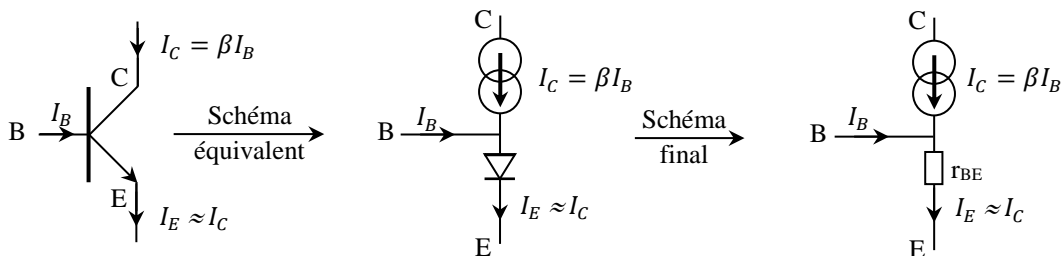 I_C = βI_B
C
B
I_B
E
I_E ≈ I_C
Schéma
équivalent
C
I_C = βI_B
B
I_B
I_E ≈ I_C
E
Schéma
final
C
I_C = βI_B
B
I_B
r_BE
I_E ≈ I_C
E